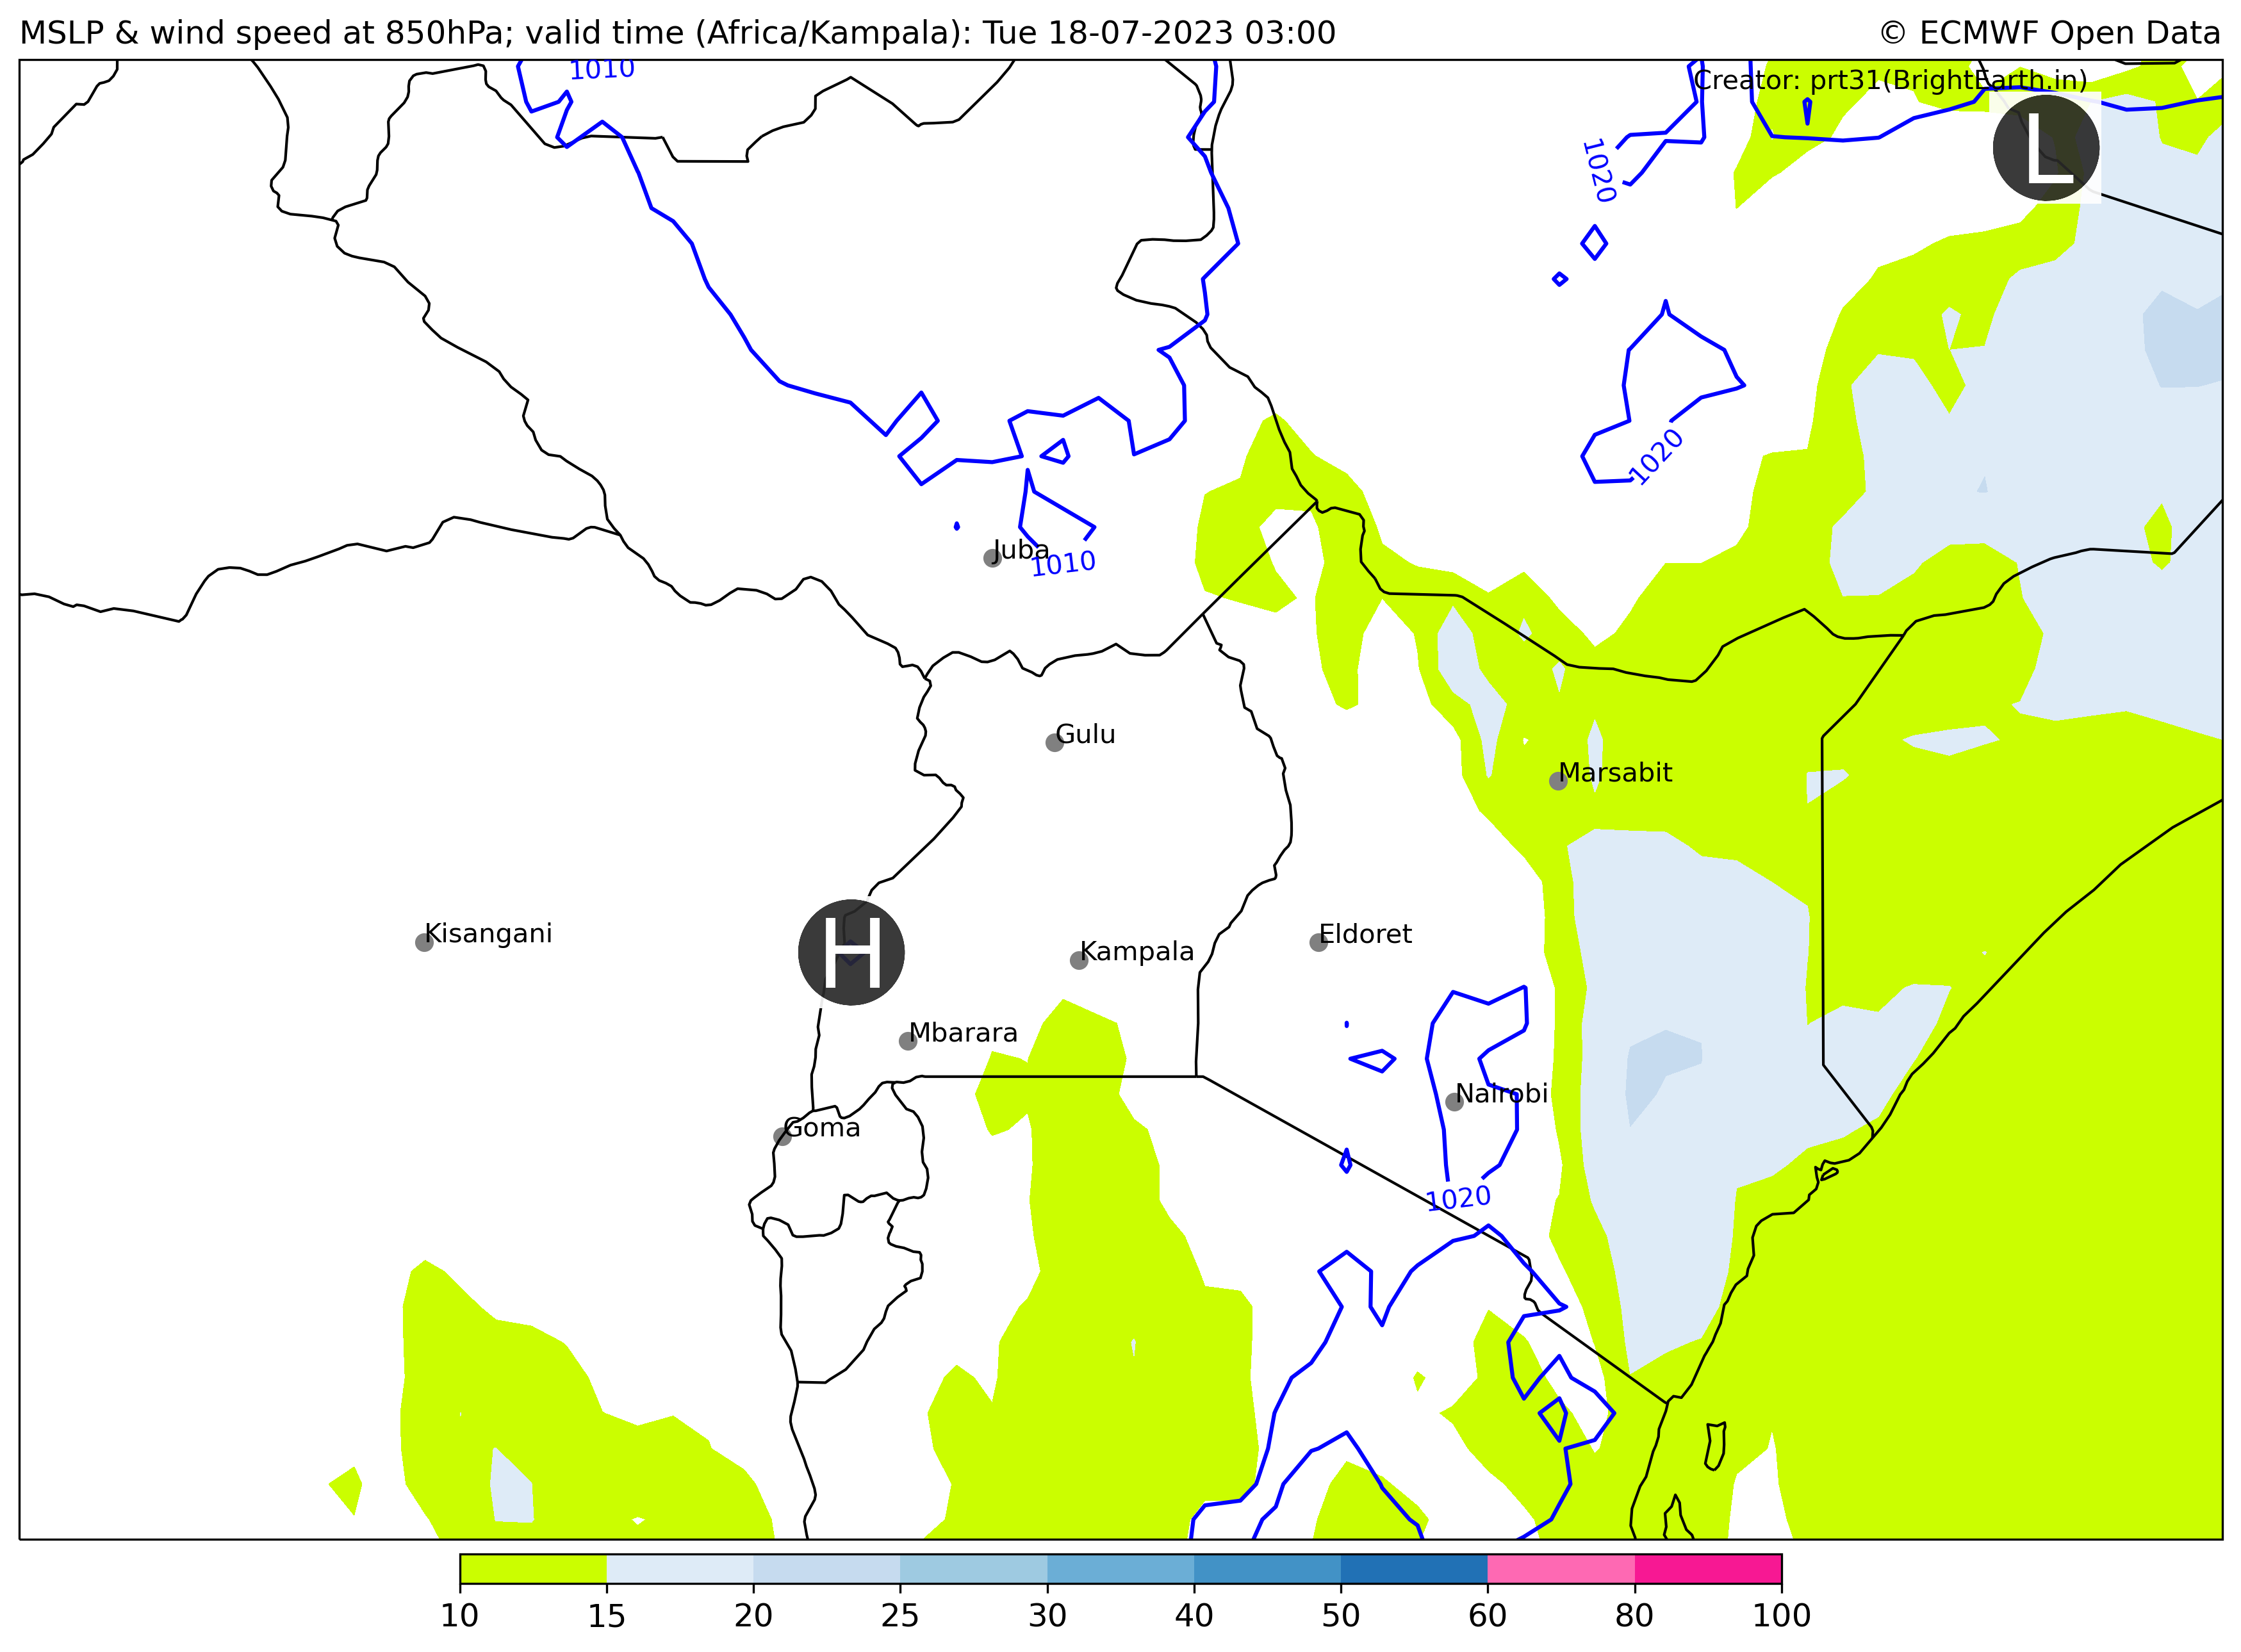 MSLP & wind speed at 850hPa; valid time (Africa/Kampala): Tue 18-07-2023 03:00
© ECMWF Open Data
1010
Creator: prt31(BrightEarth.in)
L
1020
1020
Juba
1010
Gulu
Marsabit
Kisangani
H
Kampala
Eldoret
Mbarara
Nairobi
Goma
1020
10 15 20 25 30 40 50 60 80 100